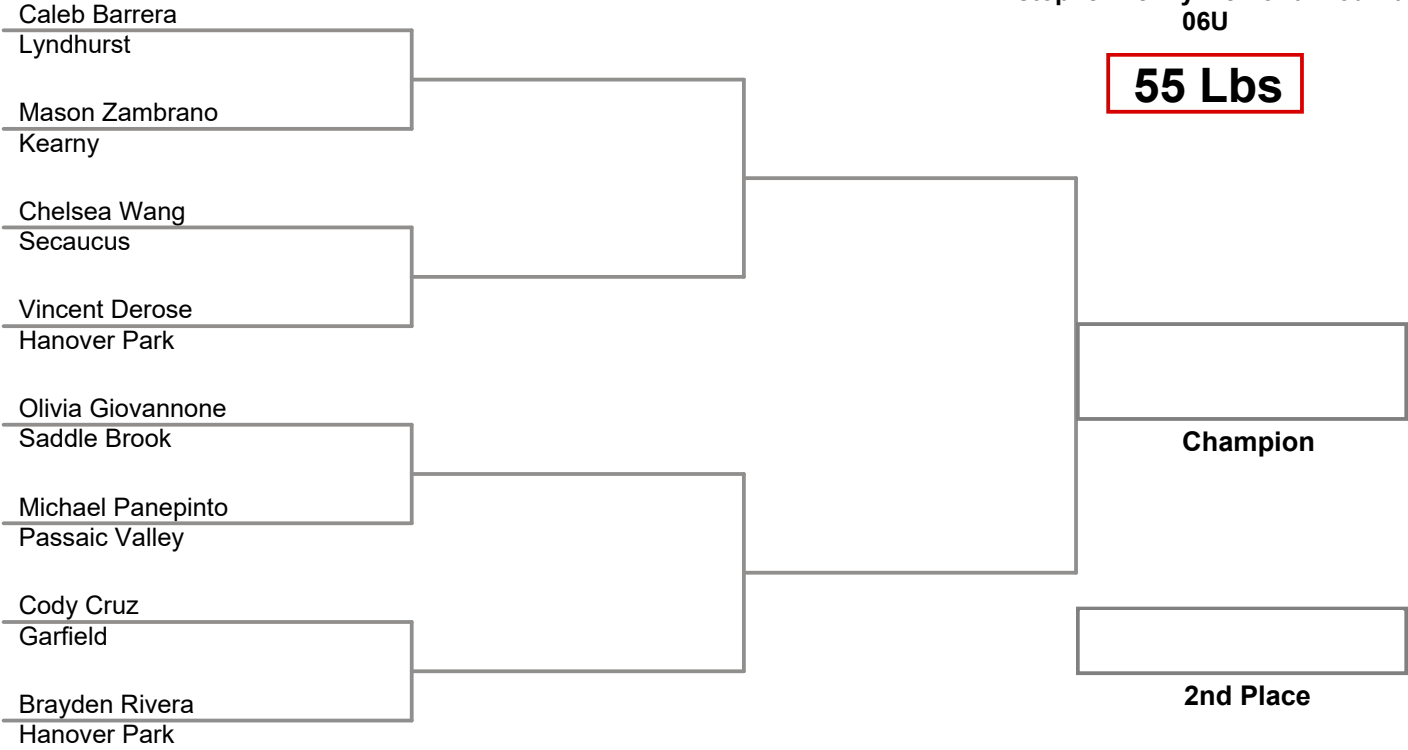 Caleb Barrera
Lyndhurst
Mason Zambrano
Kearny
Chelsea Wang
Secaucus
Vincent Derose
Hanover Park
Olivia Giovannone
Saddle Brook
Michael Panepinto
Passaic Valley
Cody Cruz
Garfield
Brayden Rivera
Hanover Park
06U
55 Lbs
Champion
2nd Place